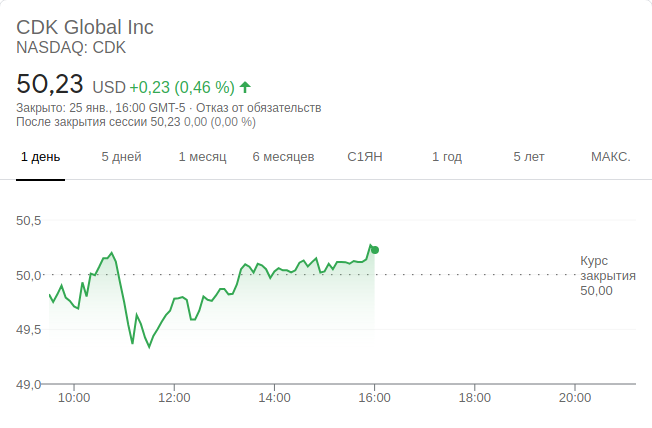 CDK Global Inc
NASDAQ: CDK
50,23 USD +0,23 (0,46 %)
Закрыто: 25 янв., 16:00 GMT-5 · Отказ от обязательств
После закрытия сессии 50,23 0,00 (0,00 %)
1 день 5 дней 1 месяц 6 месяцев С1ЯН 1 год 5 лет МАКС.
50,5
50,0
49,5
49,0
Курс
закрытия
50,00
10:00 12:00 14:00 16:00 18:00 20:00